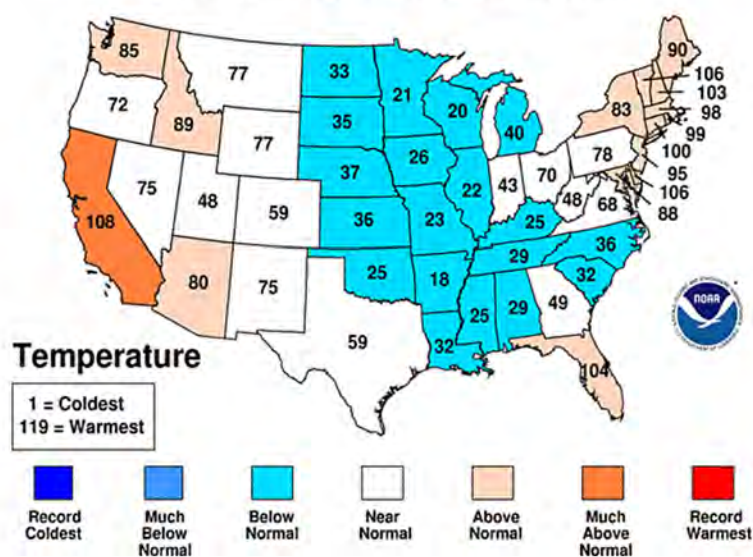 85
77
72
89
77
75
48
59
108
80
75
59
33
35
37
36
25
21
26
23
18
32
20
22
40
43
70
48
25
29
25
29
49
36
32
104
68
78
83
90
106
103
98
99
100
95
106
88
NOAA
Temperature
1 = Coldest
119 = Warmest
Record
Coldest
Much
Below
Normal
Below
Normal
Near
Normal
Above
Normal
Much
Above
Normal
Record
Warmest